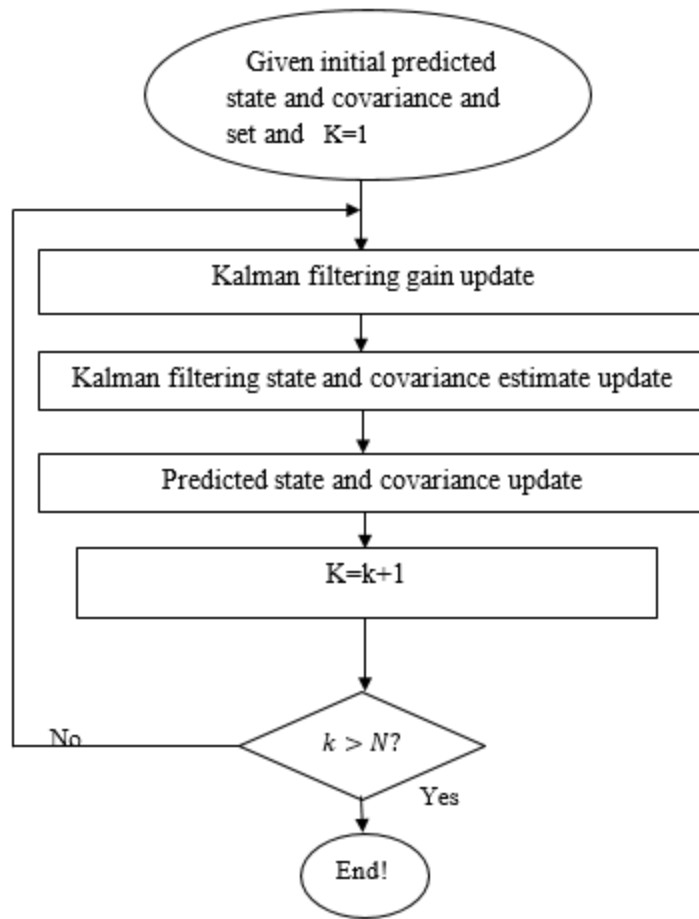 Given initial predicted
state and covariance and
set and K=1
Kalman filtering gain update
Kalman filtering state and covariance estimate update
Predicted state and covariance update
K=k+1
k > N?
No
Yes
End!